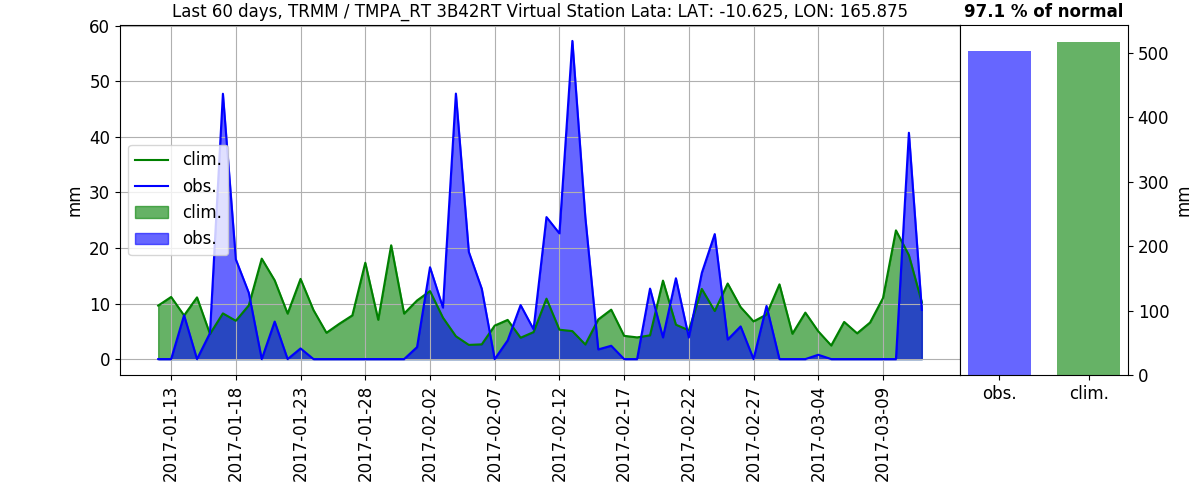 Last 60 days, TRMM / TMPA_RT 3B42RT Virtual Station Lata: LAT: -10.625, LON: 165.875
97.1 % of normal
60
50
40
30
20
10
0
mm
clim.
obs.
clim.
obs.
2017-01-13
2017-01-18
2017-01-23
2017-01-28
2017-02-02
2017-02-07
2017-02-12
2017-02-17
2017-02-22
2017-02-27
2017-03-04
2017-03-09
500
400
300
200
100
0
mm
obs.
clim.